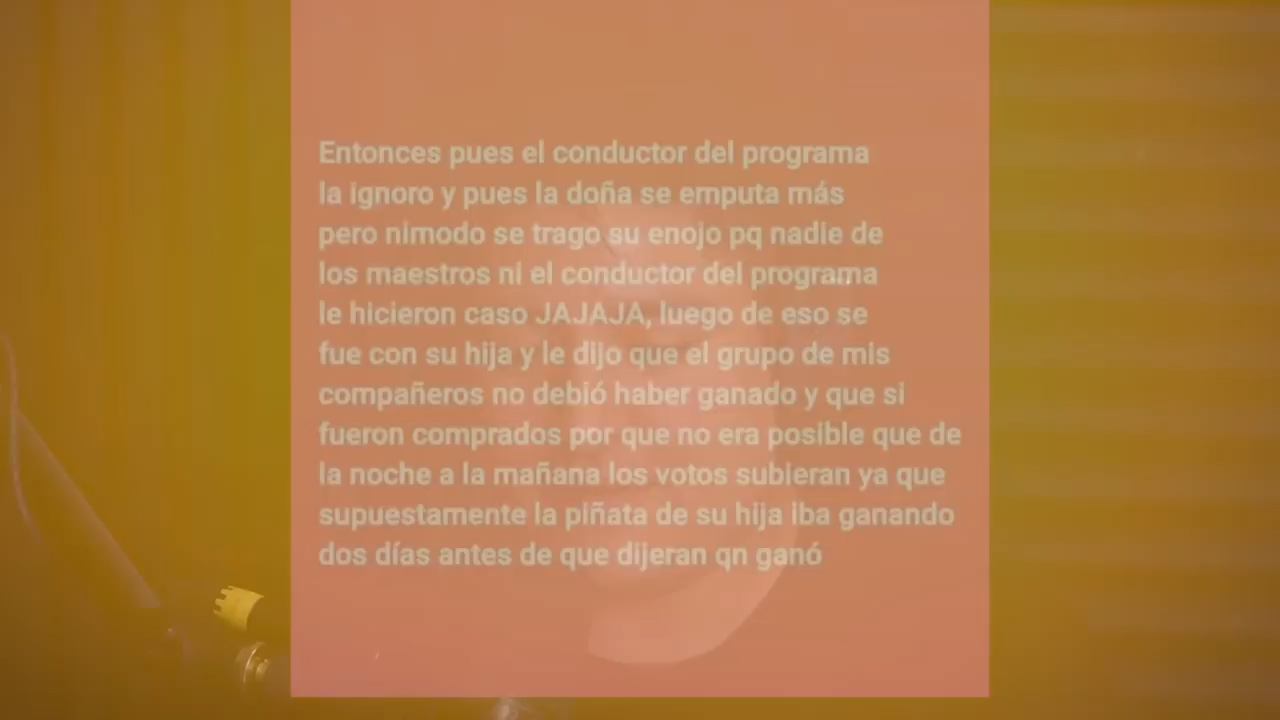 Entonces pues el conductor del programa
la ignoro y pues la doña se emputa más
pero nimodo se trago su enojo pq nadie de
los maestros ni el conductor del programa
le hicieron caso JAJAJA, luego de eso se
fue con su hija y le dijo que el grupo de mis
compañeros no debió haber ganado y que si
fueron comprados por que no era posible que de
la noche a la mañana los votos subieran ya que
supuestamente la piñata de su hija iba ganando
dos días antes de que dijeran qn ganó